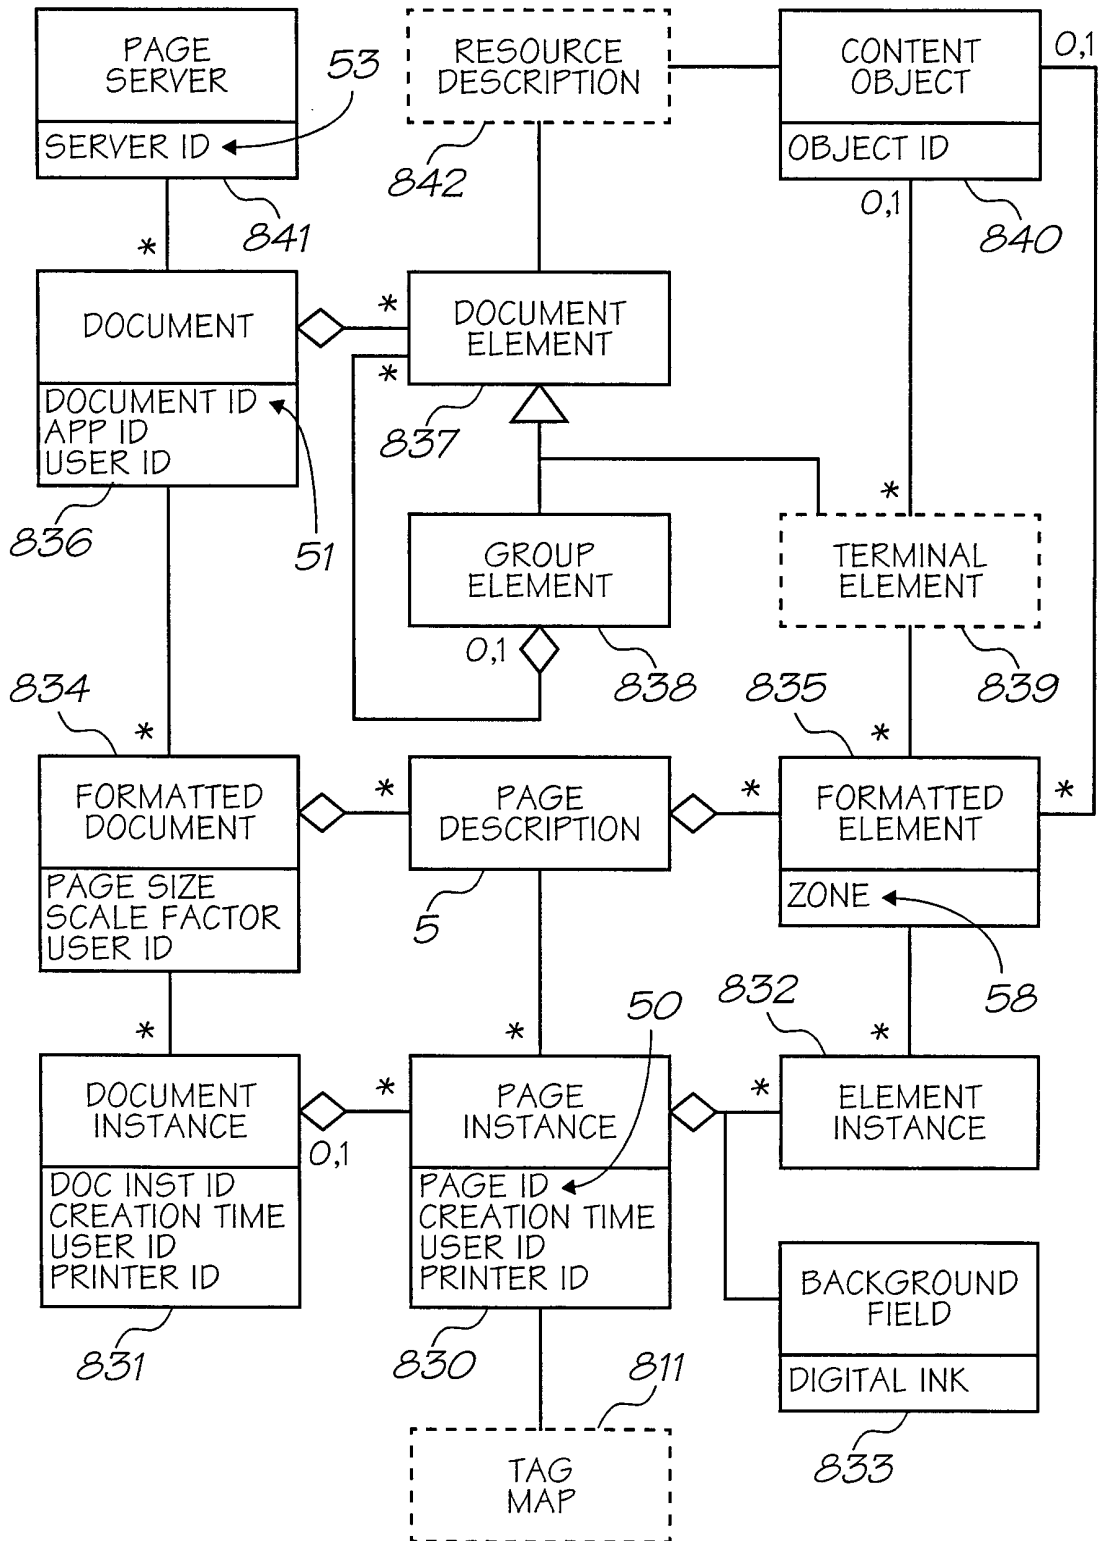 PAGE
SERVER
SERVER ID
53
841
RESOURCE
DESCRIPTION
842
CONTENT
OBJECT
OBJECT ID
0,1
0,1
840
*
DOCUMENT
DOCUMENT ID
APP ID
USER ID
836
51
*
*
DOCUMENT
ELEMENT
837
GROUP
ELEMENT
0,1
838
*
TERMINAL
ELEMENT
839
834
*
FORMATTED
DOCUMENT
PAGE SIZE
SCALE FACTOR
USER ID
*
PAGE
DESCRIPTION
5
835
*
*
*
FORMATTED
ELEMENT
ZONE
58
*
DOCUMENT
INSTANCE
0,1
DOC INST ID
CREATION TIME
USER ID
PRINTER ID
831
*
*
50
PAGE
INSTANCE
PAGE ID
CREATION TIME
USER ID
PRINTER ID
830
832
*
*
ELEMENT
INSTANCE
BACKGROUND
FIELD
DIGITAL INK
833
811
TAG
MAP